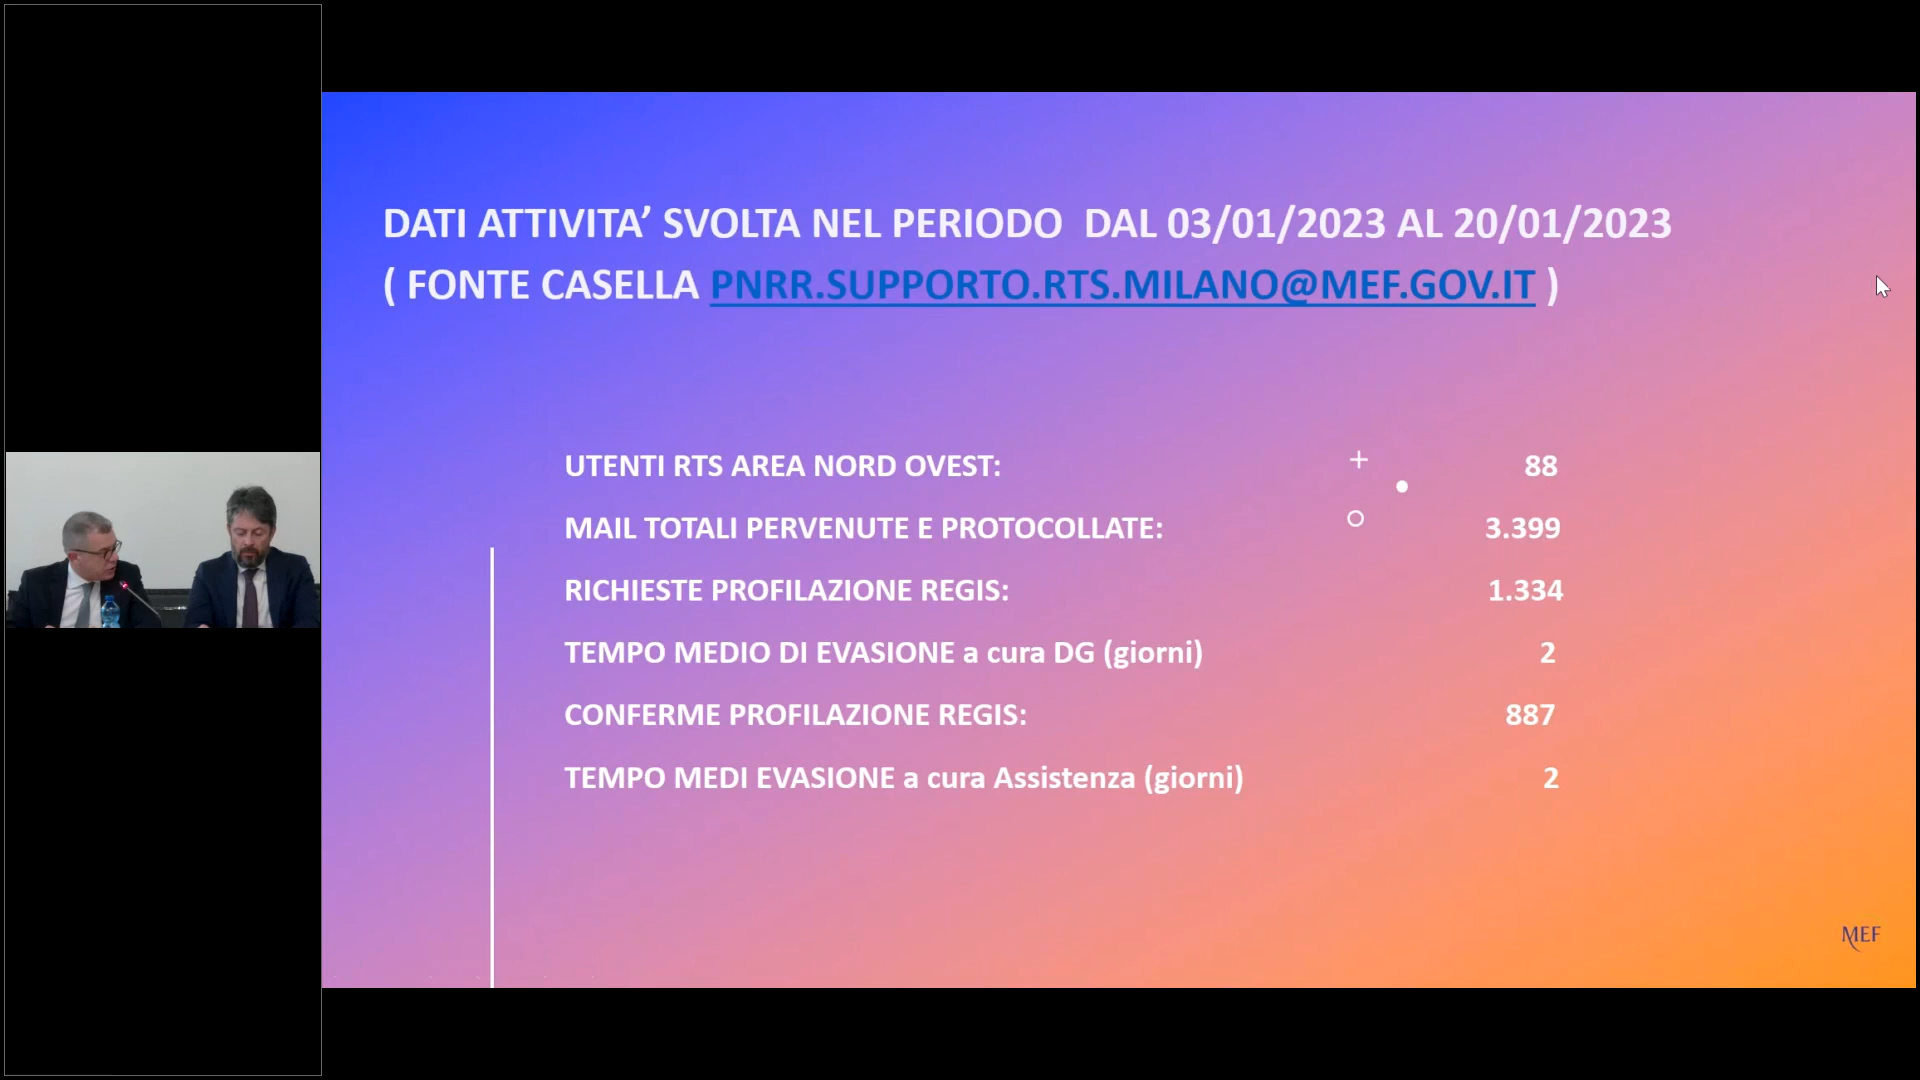 DATI ATTIVITA’ SVOLTA NEL PERIODO  DAL 03/01/2023 AL 20/01/2023
( FONTE CASELLA PNRR.SUPPORTO.RTS.MILANO@MEF.GOV.IT )
UTENTI RTS AREA NORD OVEST: 88
MAIL TOTALI PERVENUTE E PROTOCOLLATE: 3.399
RICHIESTE PROFILAZIONE REGIS: 1.334
TEMPO MEDIO DI EVASIONE a cura DG (giorni) 2
CONFERME PROFILAZIONE REGIS: 887
TEMPO MEDI EVASIONE a cura Assistenza (giorni) 2
MEF